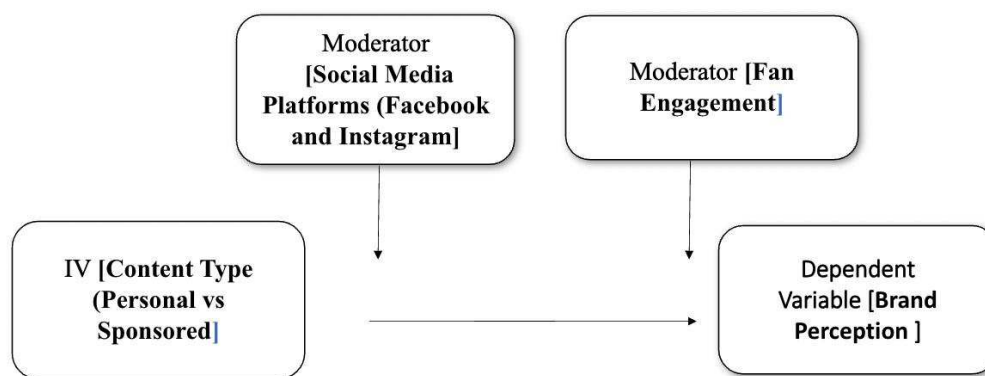 Moderator
[Social Media
Platforms (Facebook
and Instagram]
Moderator [Fan
Engagement]
IV [Content Type
(Personal vs
Sponsored]
Dependent
Variable [Brand
Perception ]